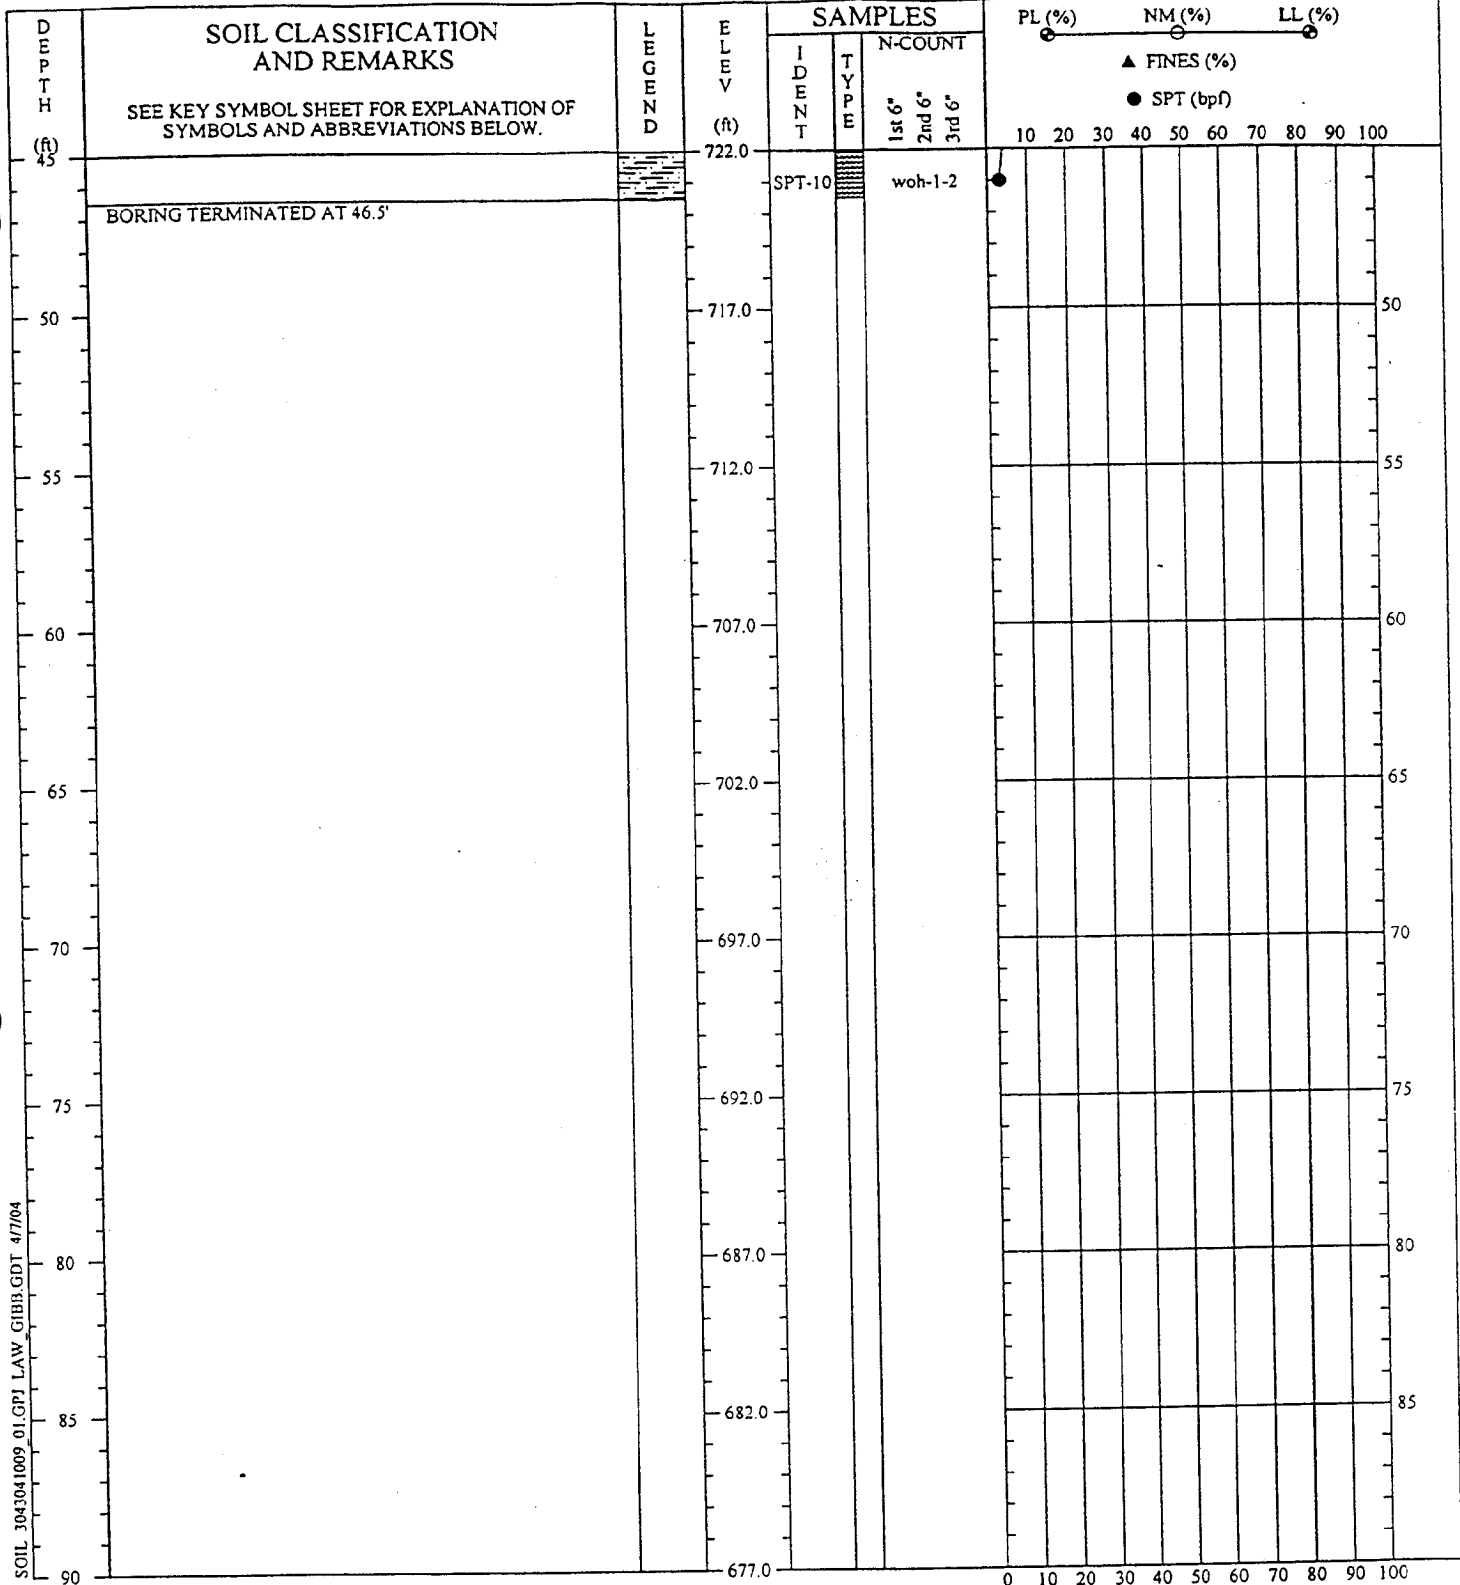 DEPTH (ft)
SOIL CLASSIFICATION
AND REMARKS
SEE KEY SYMBOL SHEET FOR EXPLANATION OF
SYMBOLS AND ABBREVIATIONS BELOW.
LEGEND
ELEV (ft)
SAMPLES
IDENT
TYPE
N-COUNT
1st 6"
2nd 6"
3rd 6"
PL (%) NM (%) LL (%)
▲ FINES (%)
● SPT (bpf)
10 20 30 40 50 60 70 80 90 100
45 722.0
SPT-10 woh-1-2
BORING TERMINATED AT 46.5'
50 717.0 50
55 712.0 55
60 707.0 60
65 702.0 65
70 697.0 70
75 692.0 75
80 687.0 80
85 682.0 85
90 677.0
0 10 20 30 40 50 60 70 80 90 100
SOIL 3043041009_01.GPJ LAW_GIBB.GDT 4/7/04